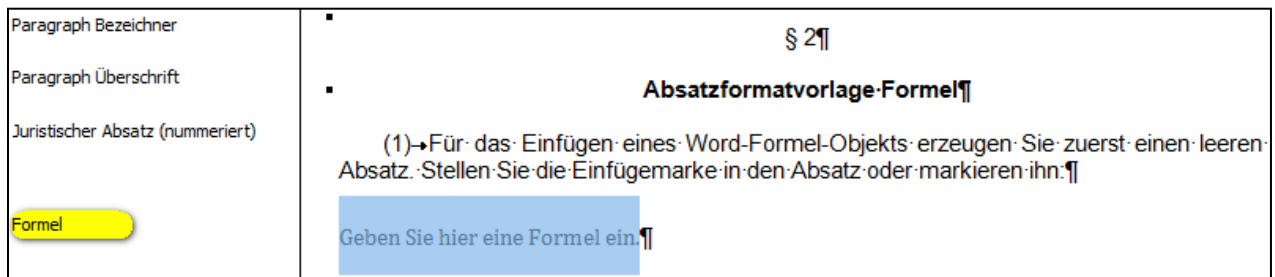 Paragraph Bezeichner
§ 2¶
Paragraph Überschrift
Absatzformatvorlage·Formel¶
Juristischer Absatz (nummeriert)
(1)→Für·das·Einfügen·eines·Word-Formel-Objekts·erzeugen·Sie·zuerst·einen·leeren·
Absatz.·Stellen·Sie·die·Einfügemarke·in·den·Absatz·oder·markieren·ihn:¶
Formel
Geben Sie hier eine Formel ein.¶